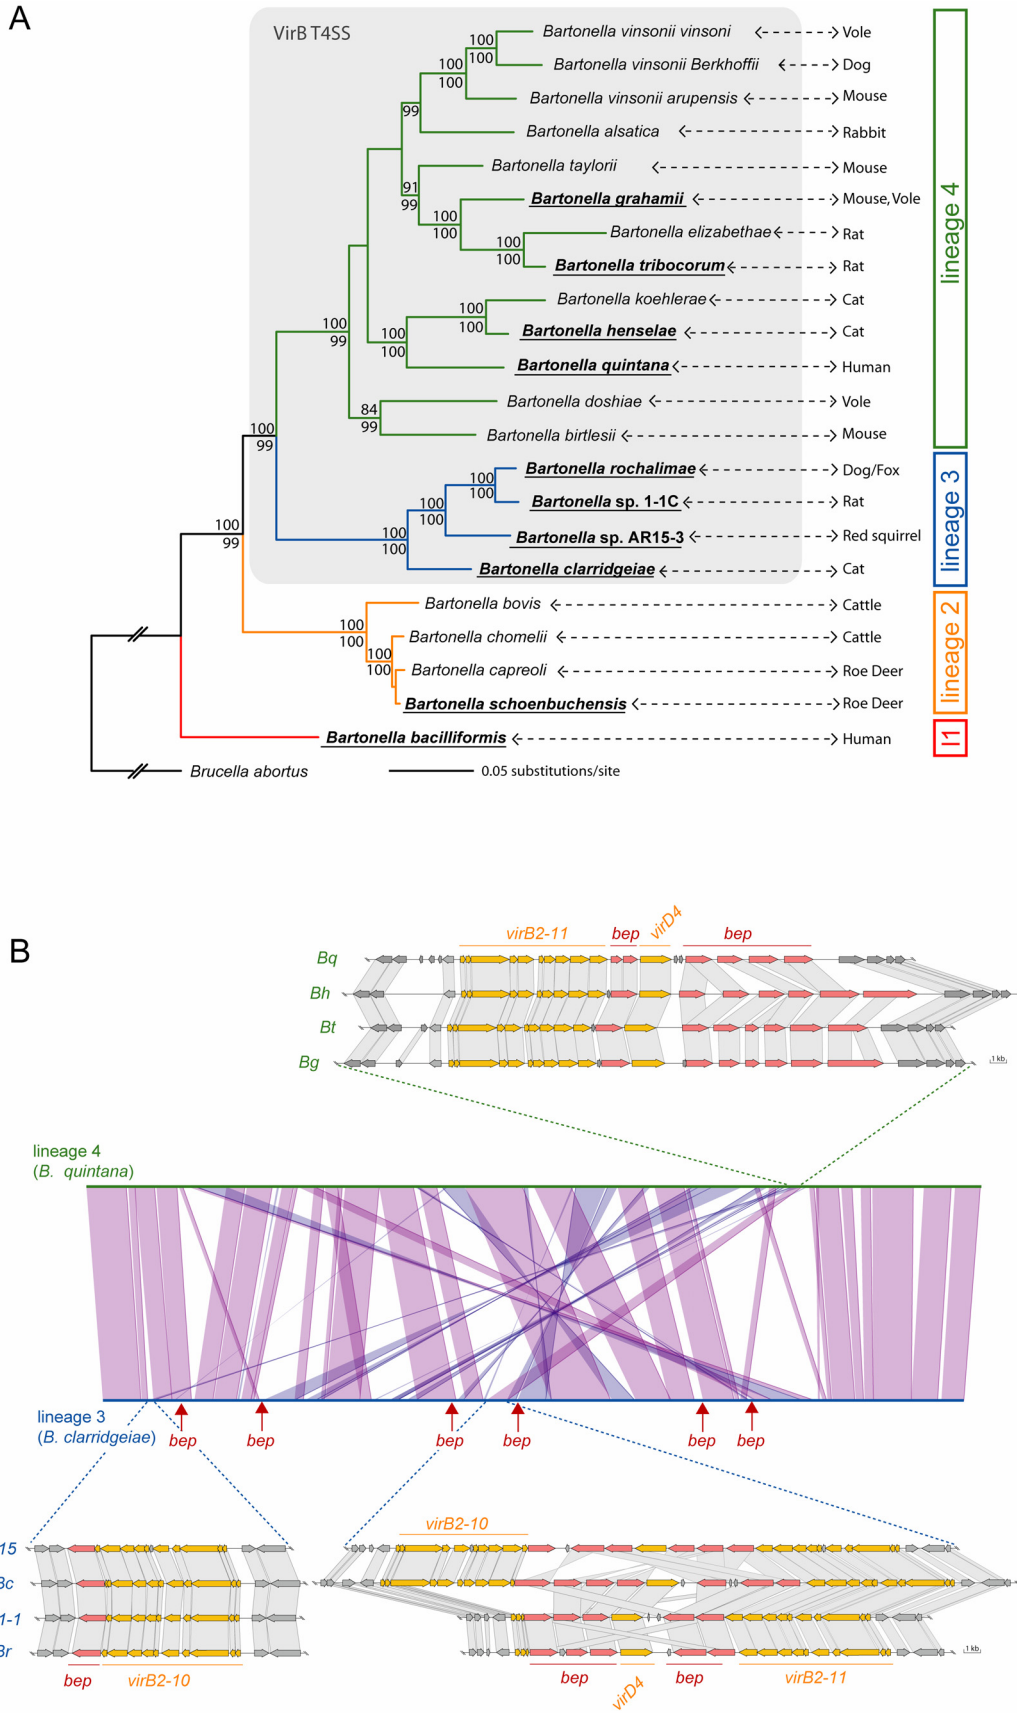 A
VirB T4SS
100
100
Bartonella vinsonii vinsoni
Vole
Bartonella vinsonii Berkhoffii
Dog
100
100
Bartonella vinsonii arupensis
Mouse
99
Bartonella alsatica
Rabbit
Bartonella taylorii
Mouse
91
99
Bartonella grahamii
Mouse, Vole
100
100
Bartonella elizabethae
Rat
100
100
Bartonella tribocorum
Rat
Bartonella koehlerae
Cat
100
100
Bartonella henselae
Cat
100
99
100
100
Bartonella quintana
Human
Bartonella doshiae
Vole
84
99
Bartonella birtlesii
Mouse
lineage 4
100
99
Bartonella rochalimae
Dog/Fox
100
100
Bartonella sp. 1-1C
Rat
100
100
Bartonella sp. AR15-3
Red squirrel
100
100
Bartonella clarridgeiae
Cat
lineage 3
100
99
Bartonella bovis
Cattle
100
100
Bartonella chomelii
Cattle
100
100
Bartonella capreoli
Roe Deer
Bartonella schoenbuchensis
Roe Deer
lineage 2
Bartonella bacilliformis
Human
l1
Brucella abortus
0.05 substitutions/site
B
virB2-11
bep
virD4
bep
Bq
Bh
Bt
Bg
1 kb
lineage 4
(B. quintana)
lineage 3
(B. clarridgeiae)
bep
bep
bep
bep
bep
bep
virB2-10
15
Bc
1-1
Br
1 kb
bep
virB2-10
bep
virD4
bep
virB2-11